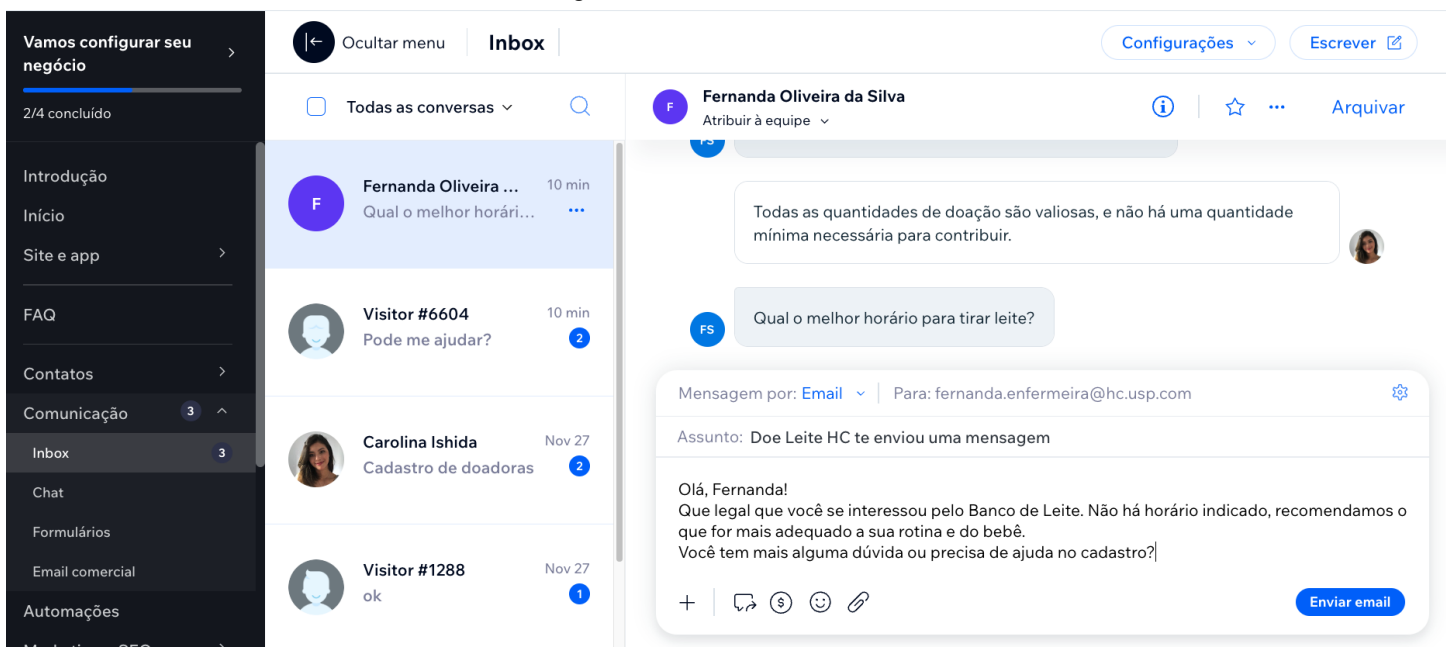 Vamos configurar seu
negócio
2/4 concluído
Introdução
Início
Site e app
FAQ
Contatos
Comunicação 3
Inbox 3
Chat
Formulários
Email comercial
Automações
Ocultar menu
Inbox
Configurações
Escrever
Todas as conversas
F
Fernanda Oliveira ... 10 min
Qual o melhor horári...
Visitor #6604 10 min
Pode me ajudar? 2
Carolina Ishida Nov 27
Cadastro de doadoras 2
Visitor #1288 Nov 27
ok 1
F
Fernanda Oliveira da Silva
Atribuir à equipe
Arquivar
FS
Todas as quantidades de doação são valiosas, e não há uma quantidade
mínima necessária para contribuir.
FS
Qual o melhor horário para tirar leite?
Mensagem por: Email Para: fernanda.enfermeira@hc.usp.com
Assunto: Doe Leite HC te enviou uma mensagem
Olá, Fernanda!
Que legal que você se interessou pelo Banco de Leite. Não há horário indicado, recomendamos o
que for mais adequado a sua rotina e do bebê.
Você tem mais alguma dúvida ou precisa de ajuda no cadastro?
Enviar email